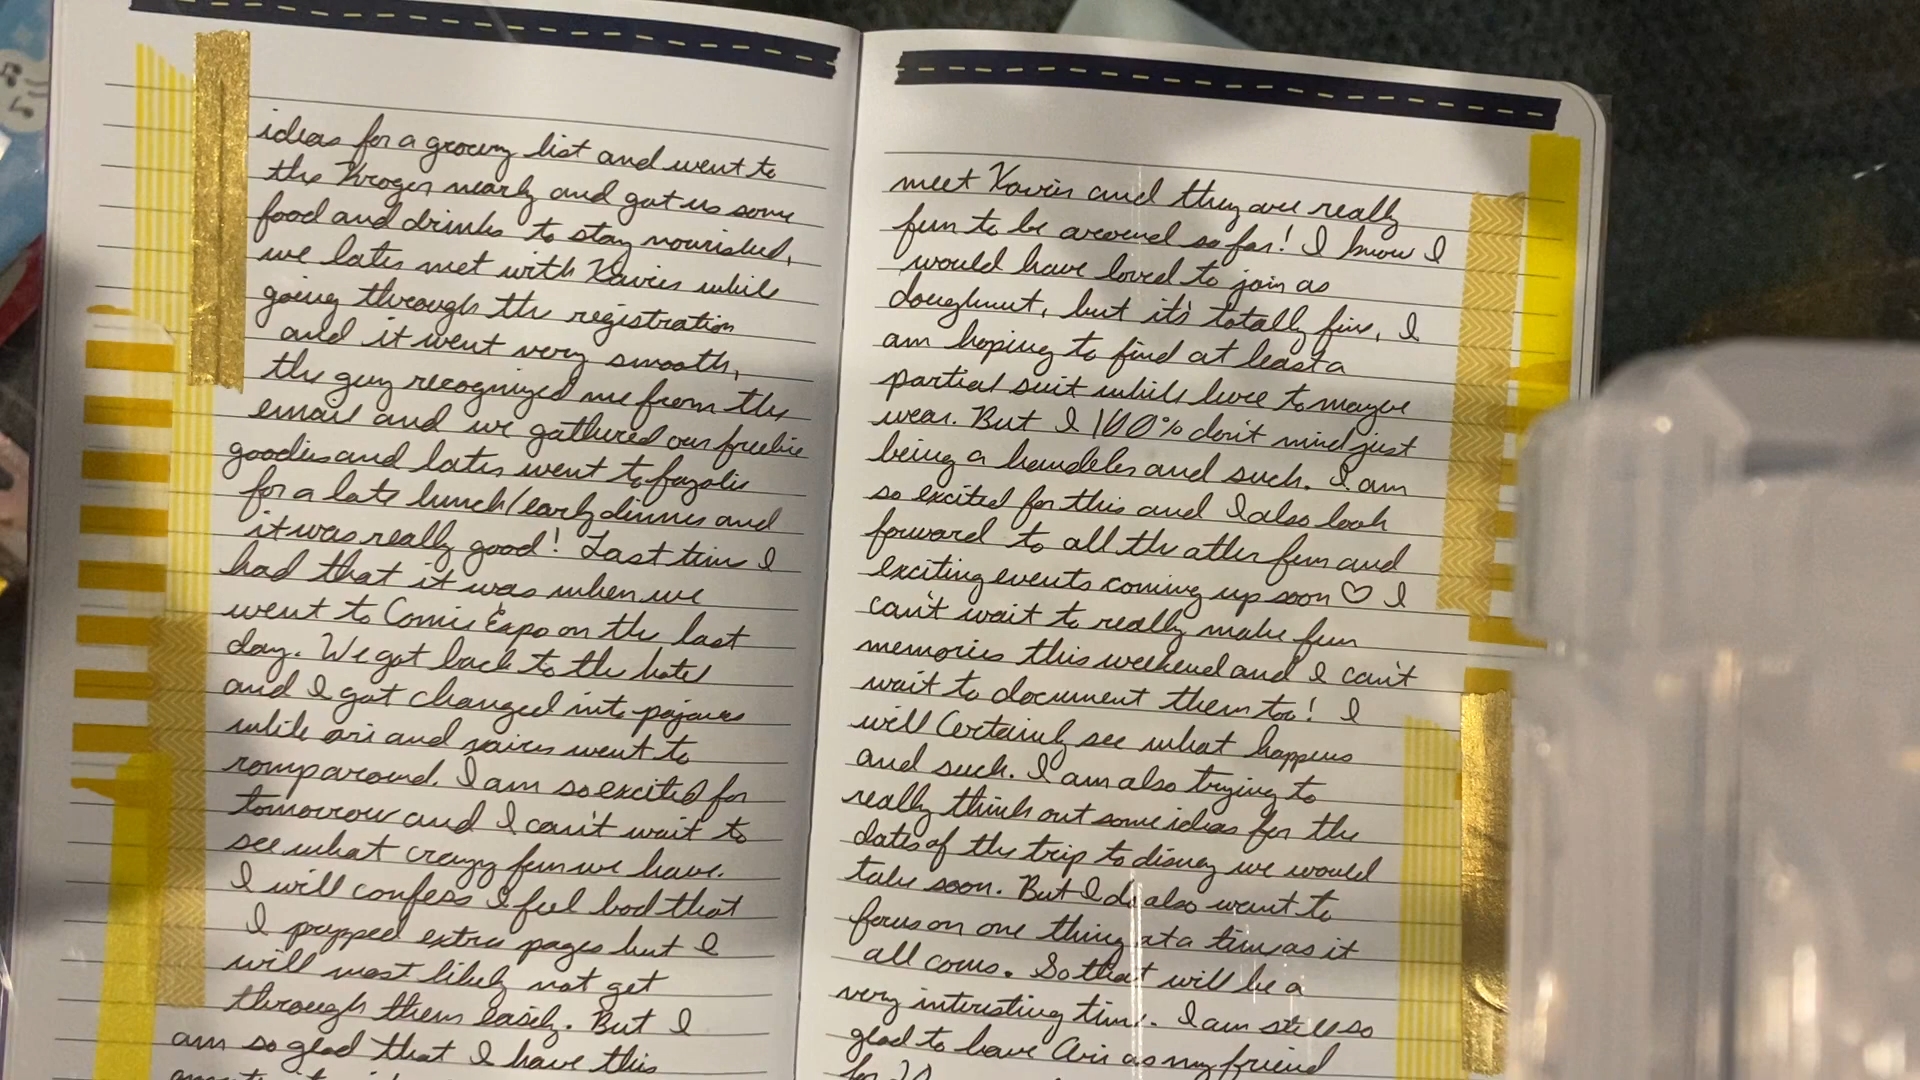 ideas for a grocery list and went to
the Kroger nearly and got us some
food and drinks to stay nourished,
we later met with Xavier while
going through the registration
and it went very smooth,
the guy recognized me from the
email and we gathered our freebie
goodies and later went to fazolis
for a late lunch/early dinner and
it was really good! Last time I
had that it was when we
went to Comic Expo on the last
day. We got back to the hotel
and I got changed into pajamas
while ari and xavier went to
romp around. I am so excited for
tomorrow and I can't wait to
see what crazy fun we have.
I will confess I feel bad that
I prepped extra pages but I
will most likely not get
through them easily. But I
am so glad that I have this
meet Xavier and they are really
fun to be around so far! I know I
would have loved to join as
doughnut, but it's totally fine, I
am hoping to find at least a
partial suit while here to maybe
wear. But I 100% don't mind just
being a handeler and such. I am
so excited for this and I also look
forward to all the other fun and
exciting events coming up soon ♡ I
can't wait to really make fun
memories this weekend and I can't
wait to document them too! I
will Certainly see what happens
and such. I am also trying to
really think out some ideas for the
dates of the trip to disney we would
take soon. But I do also want to
focus on one thing at a time as it
all coms. So that will be a
very interesting time. I am still so
glad to have Ari as my friend
for